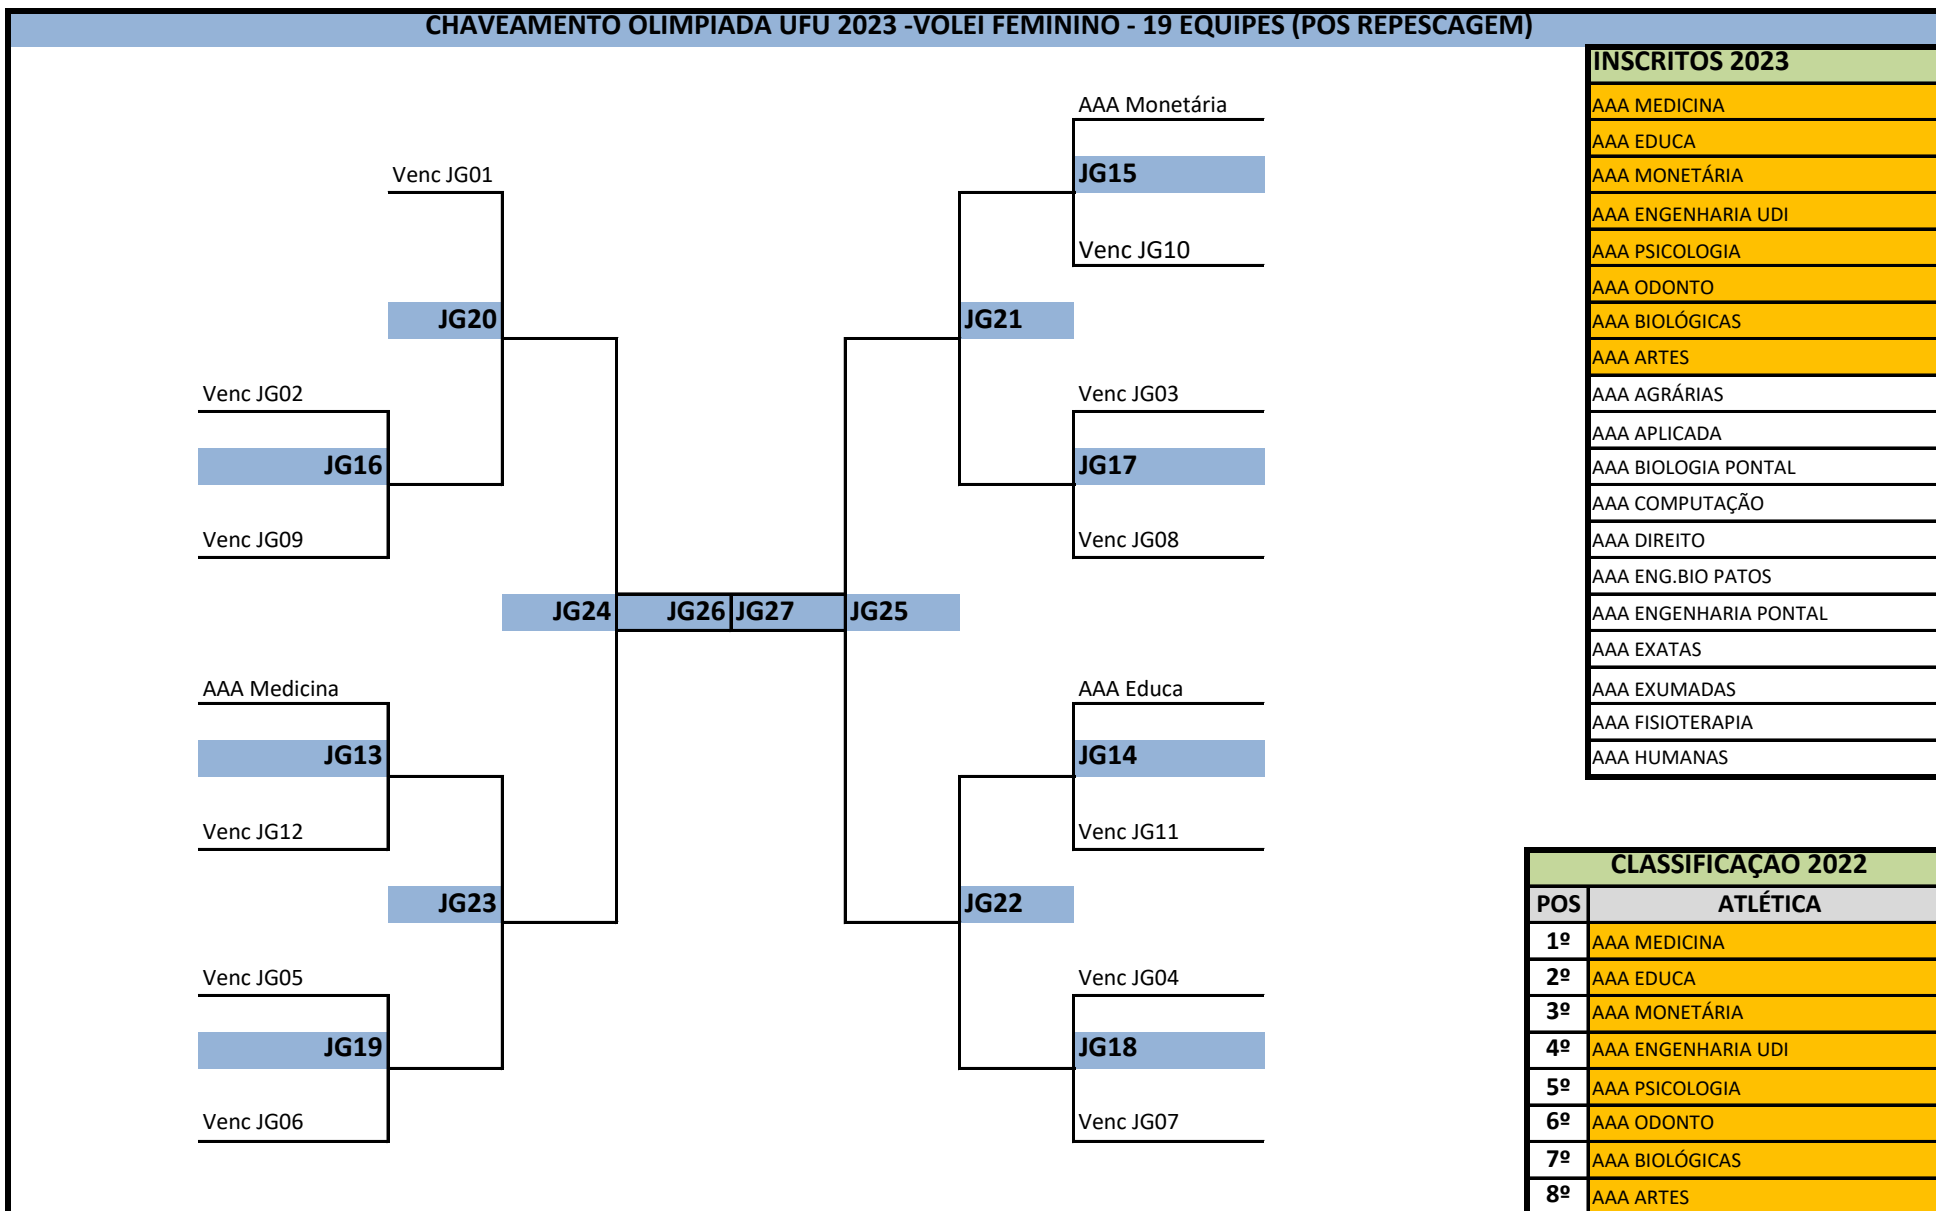 CHAVEAMENTO OLIMPIADA UFU 2023 -VOLEI FEMININO - 19 EQUIPES (POS REPESCAGEM)
Venc JG01
JG20
Venc JG02
JG16
Venc JG09
JG24
JG26
JG27
JG25
AAA Medicina
JG13
Venc JG12
JG23
Venc JG05
JG19
Venc JG06
AAA Monetária
JG15
Venc JG10
JG21
Venc JG03
JG17
Venc JG08
AAA Educa
JG14
Venc JG11
JG22
Venc JG04
JG18
Venc JG07
INSCRITOS 2023
AAA MEDICINA
AAA EDUCA
AAA MONETÁRIA
AAA ENGENHARIA UDI
AAA PSICOLOGIA
AAA ODONTO
AAA BIOLÓGICAS
AAA ARTES
AAA AGRÁRIAS
AAA APLICADA
AAA BIOLOGIA PONTAL
AAA COMPUTAÇÃO
AAA DIREITO
AAA ENG.BIO PATOS
AAA ENGENHARIA PONTAL
AAA EXATAS
AAA EXUMADAS
AAA FISIOTERAPIA
AAA HUMANAS
CLASSIFICAÇAO 2022
POS ATLÉTICA
1º AAA MEDICINA
2º AAA EDUCA
3º AAA MONETÁRIA
4º AAA ENGENHARIA UDI
5º AAA PSICOLOGIA
6º AAA ODONTO
7º AAA BIOLÓGICAS
8º AAA ARTES